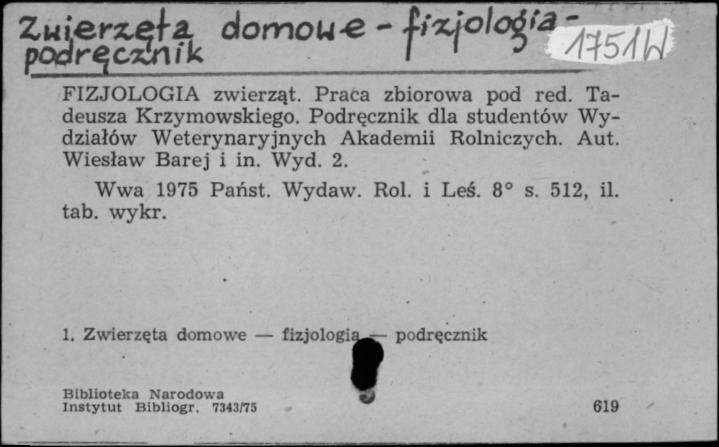 Zwierzęta domowe - fizjologia -
podręcznik
1751W
FIZJOLOGIA zwierząt. Praca zbiorowa pod red. Ta-
deusza Krzymowskiego. Podręcznik dla studentów Wy-
działów Weterynaryjnych Akademii Rolniczych. Aut.
Wiesław Barej i in. Wyd. 2.
Wwa 1975 Państ. Wydaw. Rol. i Leś. 8° s. 512, il.
tab. wykr.
1. Zwierzęta domowe — fizjologia — podręcznik
Biblioteka Narodowa
Instytut Bibliogr. 7343/75
619